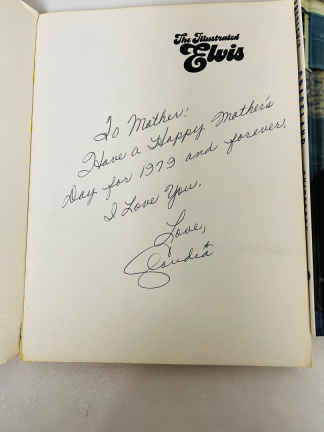 The Illustrated
Elvis
To Mother:
Have a Happy Mother's
Day for 1979 and forever.
I Love You.
Love,